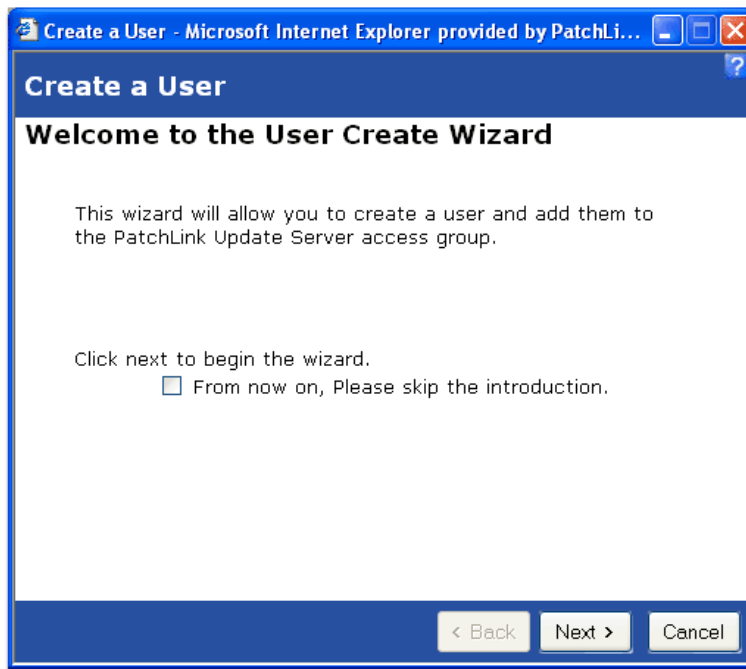 Create a User - Microsoft Internet Explorer provided by PatchLi...
?
Create a User
Welcome to the User Create Wizard
This wizard will allow you to create a user and add them to
the PatchLink Update Server access group.
Click next to begin the wizard.
From now on, Please skip the introduction.
< Back Next > Cancel